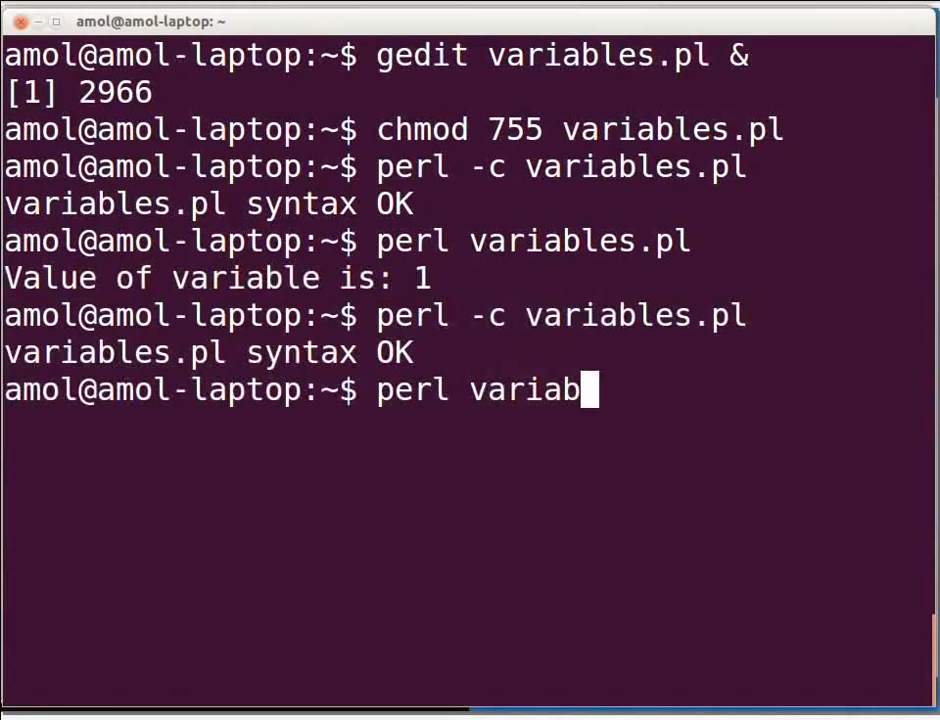 amol@amol-laptop: ~
amol@amol-laptop:~$ gedit variables.pl &
[1] 2966
amol@amol-laptop:~$ chmod 755 variables.pl
amol@amol-laptop:~$ perl -c variables.pl
variables.pl syntax OK
amol@amol-laptop:~$ perl variables.pl
Value of variable is: 1
amol@amol-laptop:~$ perl -c variables.pl
variables.pl syntax OK
amol@amol-laptop:~$ perl variab